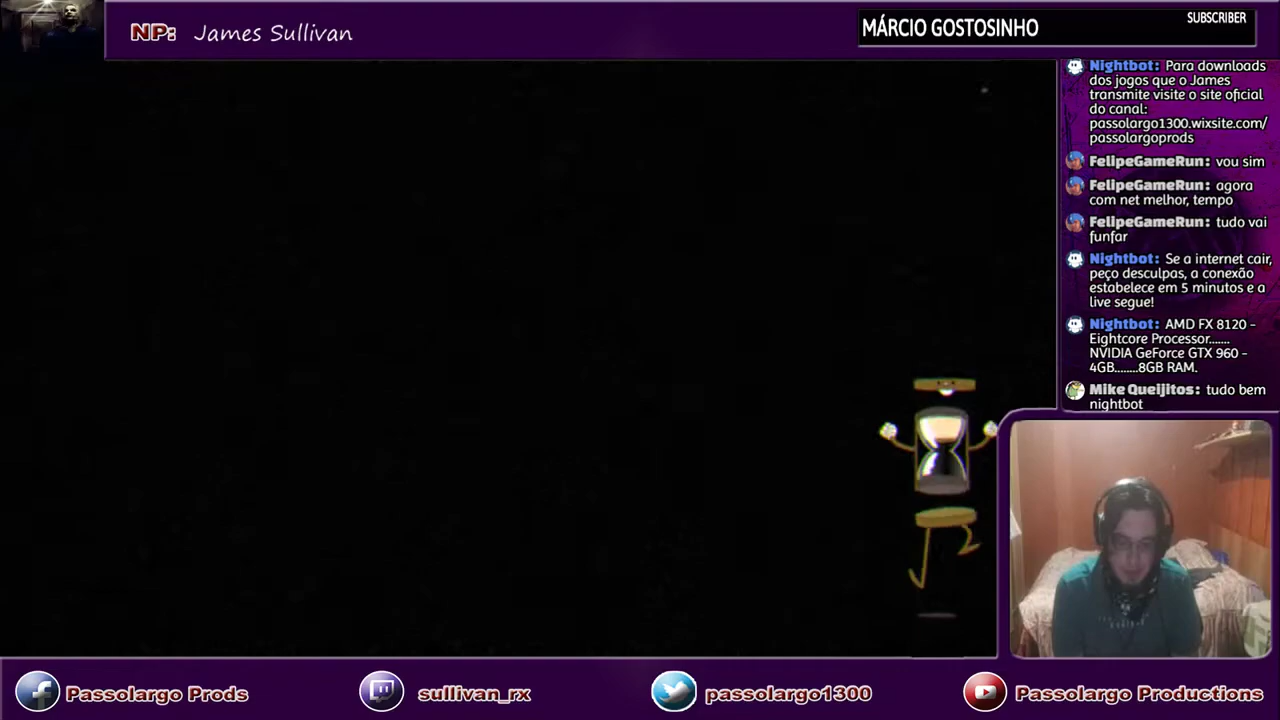 NP: James Sullivan
MÁRCIO GOSTOSINHO
SUBSCRIBER
Nightbot: Para downloads
dos jogos que o James
transmite visite o site oficial
do canal:
passolargo1300.wixsite.com/
passolargoprods
FelipeGameRun: vou sim
FelipeGameRun: agora
com net melhor, tempo
FelipeGameRun: tudo vai
funfar
Nightbot: Se a internet cair,
peço desculpas, a conexão
estabelece em 5 minutos e a
live segue!
Nightbot: AMD FX 8120 -
Eightcore Processor.......
NVIDIA GeForce GTX 960 -
4GB........8GB RAM.
Mike Queijitos: tudo bem
nightbot
Passolargo Prods
sullivan_rx
passolargo1300
Passolargo Productions